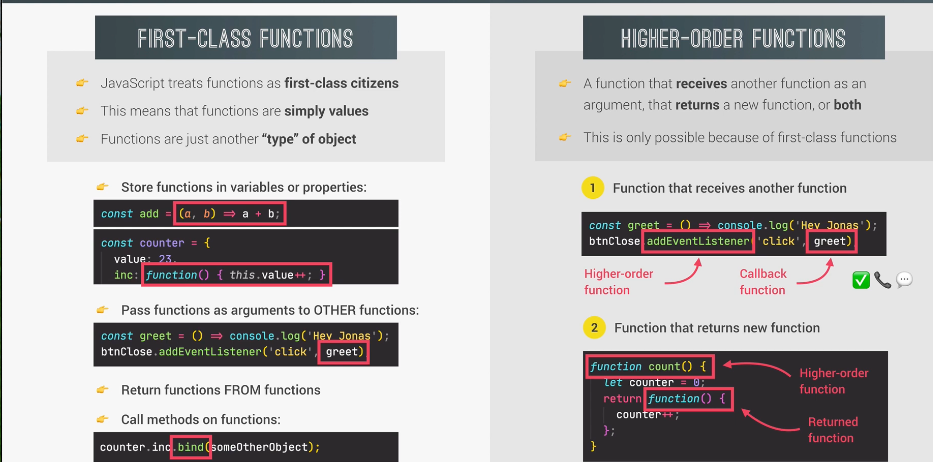 FIRST-CLASS FUNCTIONS
JavaScript treats functions as first-class citizens
This means that functions are simply values
Functions are just another “type” of object
Store functions in variables or properties:
const add = (a, b) ⇒ a + b;
const counter = {
value: 23,
inc: function() { this.value++; }
Pass functions as arguments to OTHER functions:
const greet = () ⇒ console.log('Hey Jonas');
btnClose.addEventListener('click', greet)
Return functions FROM functions
Call methods on functions:
counter.inc.bind(someOtherObject);
HIGHER-ORDER FUNCTIONS
A function that receives another function as an
argument, that returns a new function, or both
This is only possible because of first-class functions
1 Function that receives another function
const greet = () ⇒ console.log('Hey Jonas');
btnClose.addEventListener('click', greet)
Higher-order
function
Callback
function
2 Function that returns new function
function count() {
let counter = 0;
return function() {
counter++;
};
}
Higher-order
function
Returned
function